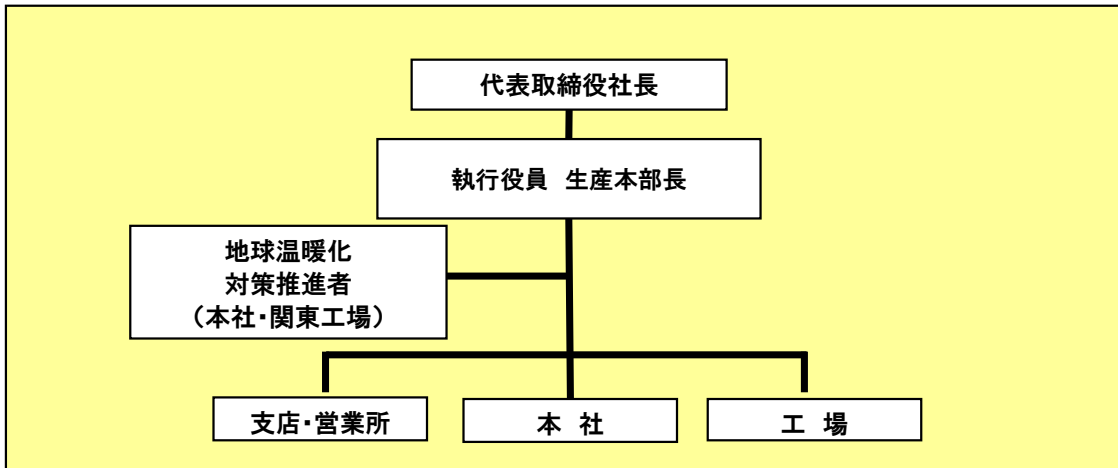 代表取締役社長
執行役員 生産本部長
地球温暖化
対策推進者
（本社・関東工場）
支店・営業所
本 社
工 場